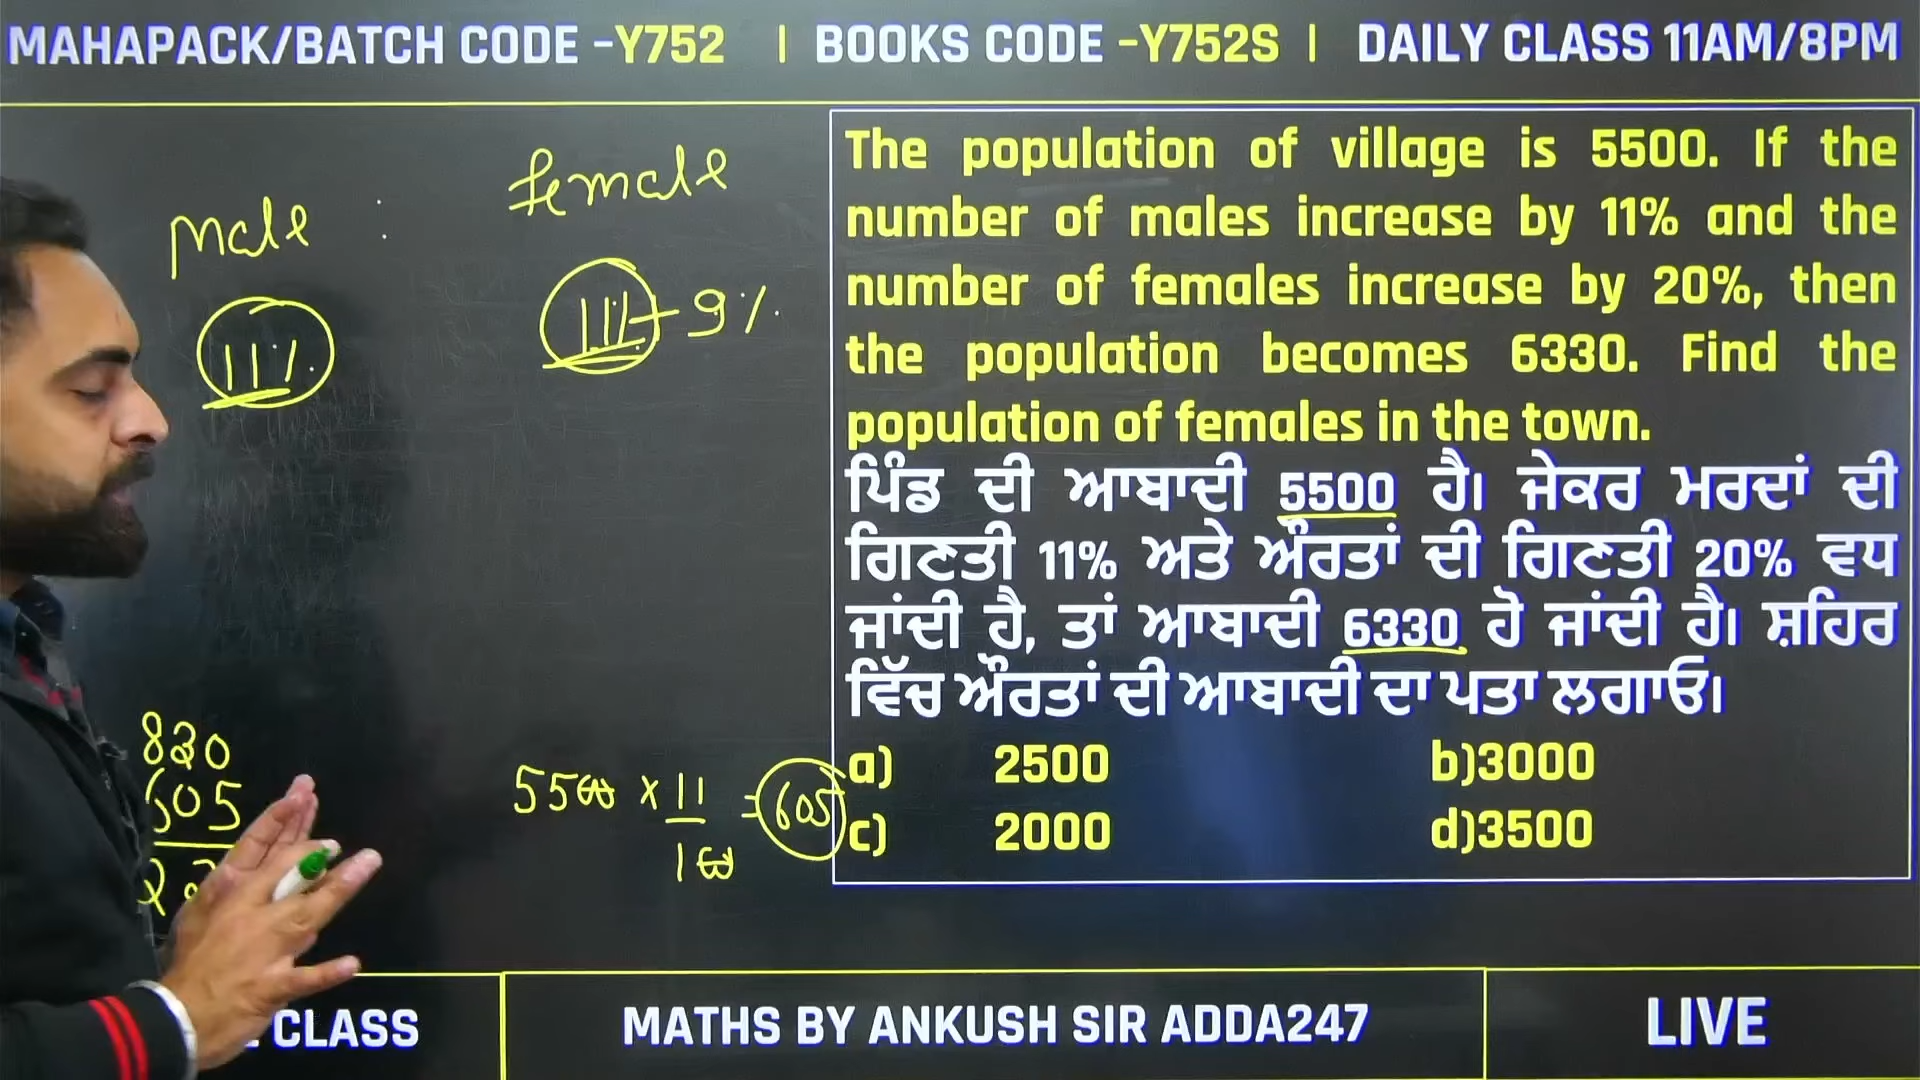 MAHAPACK/BATCH CODE -Y752 | BOOKS CODE -Y752S | DAILY CLASS 11AM/8PM
The population of village is 5500. If the
number of males increase by 11% and the
number of females increase by 20%, then
the population becomes 6330. Find the
population of females in the town.
ਪਿੰਡ ਦੀ ਆਬਾਦੀ 5500 ਹੈ। ਜੇਕਰ ਮਰਦਾਂ ਦੀ
ਗਿਣਤੀ 11% ਅਤੇ ਔਰਤਾਂ ਦੀ ਗਿਣਤੀ 20% ਵਧ
ਜਾਂਦੀ ਹੈ, ਤਾਂ ਆਬਾਦੀ 6330 ਹੋ ਜਾਂਦੀ ਹੈ। ਸ਼ਹਿਰ
ਵਿੱਚ ਔਰਤਾਂ ਦੀ ਆਬਾਦੀ ਦਾ ਪਤਾ ਲਗਾਓ।
a) 2500 b)3000
c) 2000 d)3500
Male : female
11% 11%+9%
830
605
5500 × 11 = 605
100
CLASS
MATHS BY ANKUSH SIR ADDA247
LIVE